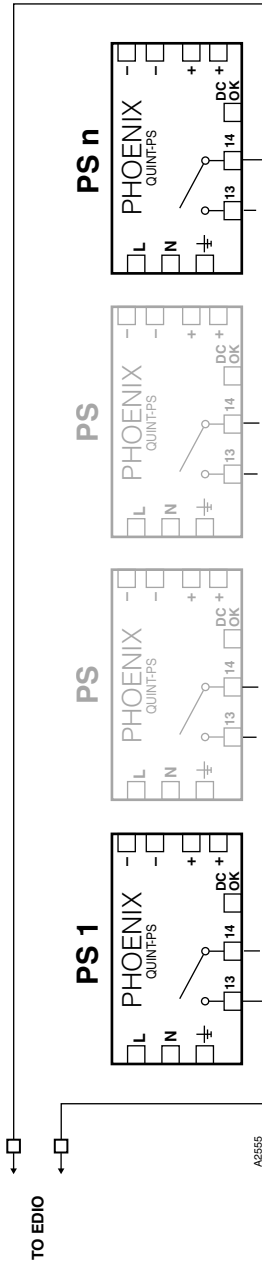 TO EDIO
PS 1
PHOENIX
QUINT-PS
L
N
–
–
+
+
13
14
DC
OK
PS
PHOENIX
QUINT-PS
L
N
–
–
+
+
13
14
DC
OK
PS
PHOENIX
QUINT-PS
L
N
–
–
+
+
13
14
DC
OK
PS n
PHOENIX
QUINT-PS
L
N
–
–
+
+
13
14
DC
OK
A2555